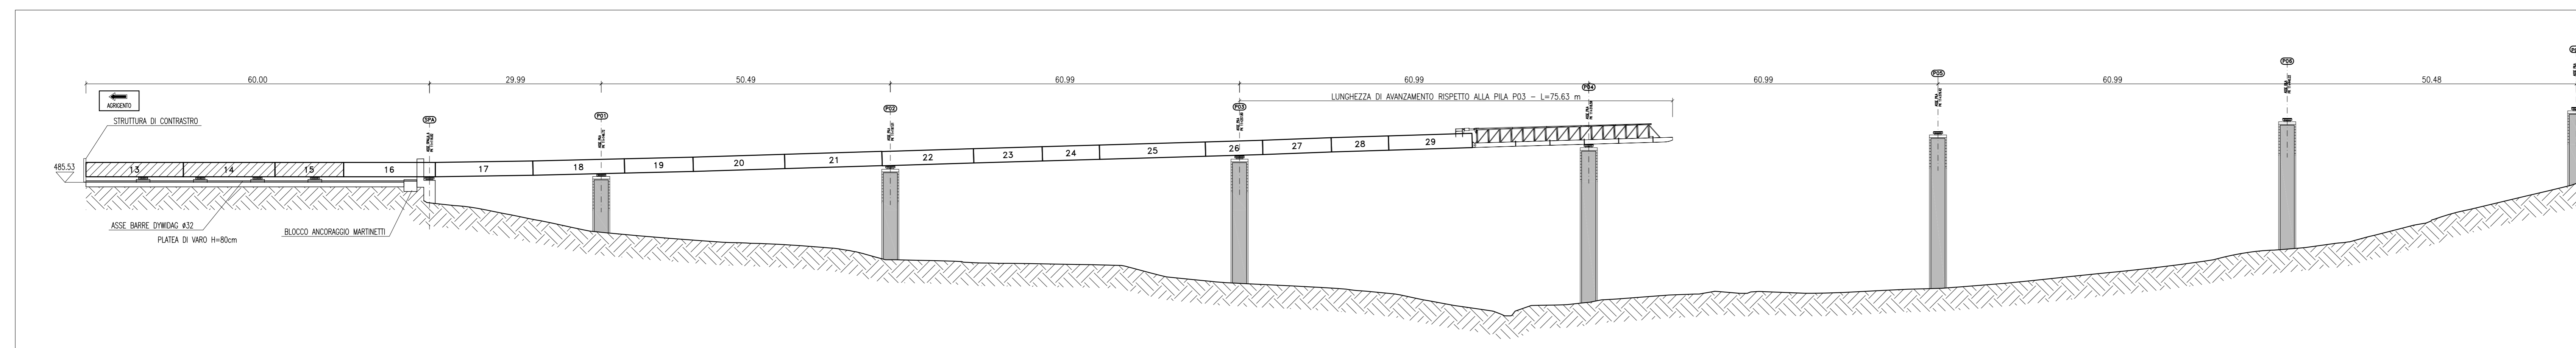 60.00
29.99
50.49
60.99
60.99
60.99
60.99
50.48
AGRIGENTO
STRUTTURA DI CONTRASTRO
485.53
SPA
P01
P02
P03
P04
P05
P06
LUNGHEZZA DI AVANZAMENTO RISPETTO ALLA PILA P03 - L=75.63 m
13
14
15
16
17
18
19
20
21
22
23
24
25
26
27
28
29
ASSE BARRE DYWIDAG ø32
PLATEA DI VARO H=80cm
BLOCCO ANCORAGGIO MARTINETTI